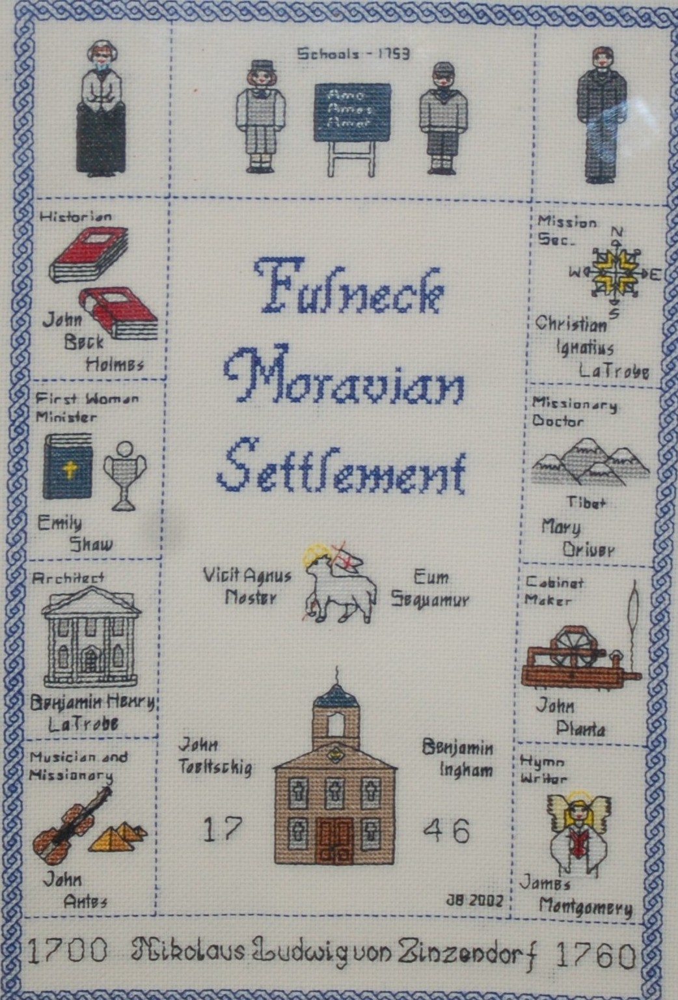 Schools - 1753
Amo
Amas
Amat
Historian
John
Beck
Holmes
Mission
Sec.
N
W E
S
Christian
Ignatius
LaTrobe
Fulneck
Moravian
Settlement
First Woman
Minister
Emily
Shaw
Missionary
Doctor
Tibet
Mary
Driver
Vicit Agnus
Noster
Eum
Sequamur
Architect
Benjamin Henry
LaTrobe
Cabinet
Maker
John
Planta
John
Toeltschig
Benjamin
Ingham
17 46
Musician and
Missionary
John
Antes
Hymn
Writer
James
Montgomery
JB 2002
1700 Nikolaus Ludwig von Zinzendorf 1760